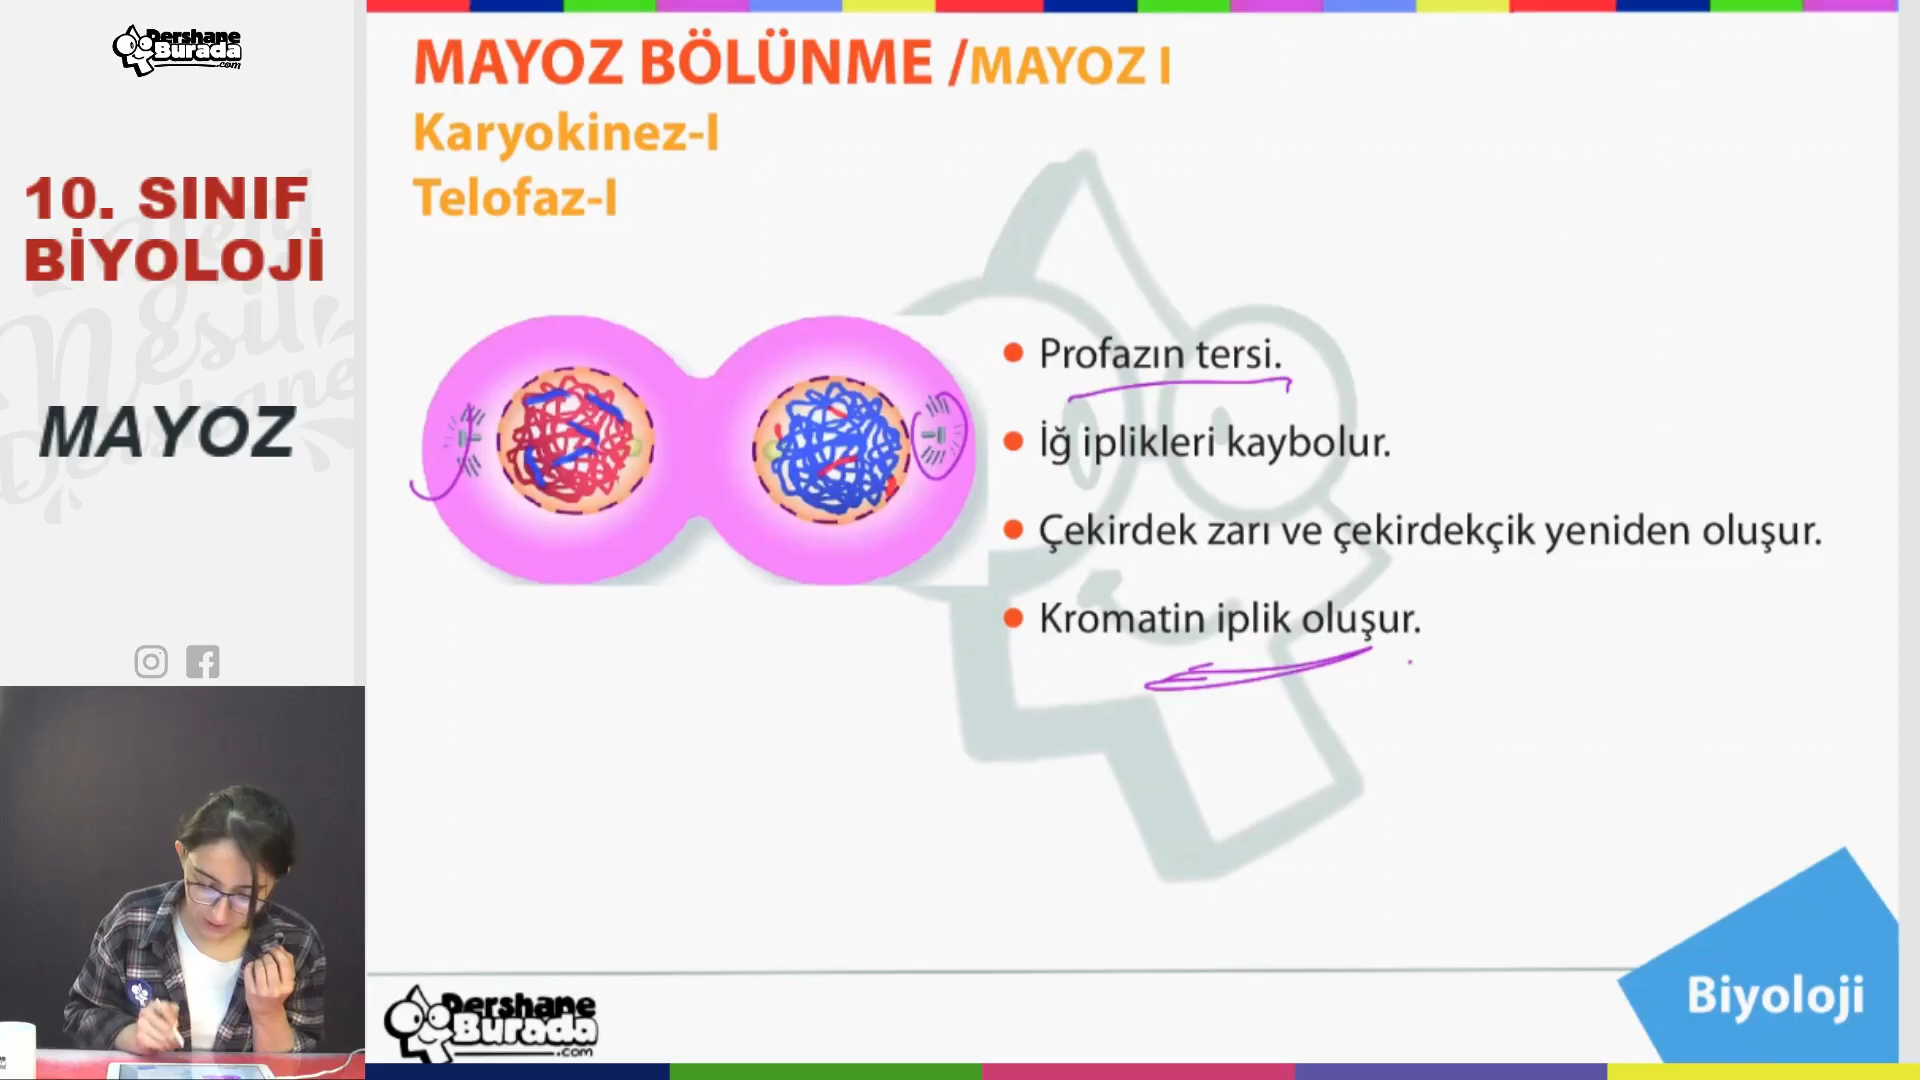 Dershane
Burada
.com
10. SINIF
BİYOLOJİ
MAYOZ
MAYOZ BÖLÜNME /MAYOZ I
Karyokinez-I
Telofaz-I
Profazın tersi.
İğ iplikleri kaybolur.
Çekirdek zarı ve çekirdekçik yeniden oluşur.
Kromatin iplik oluşur.
Dershane
Burada
.com
Biyoloji